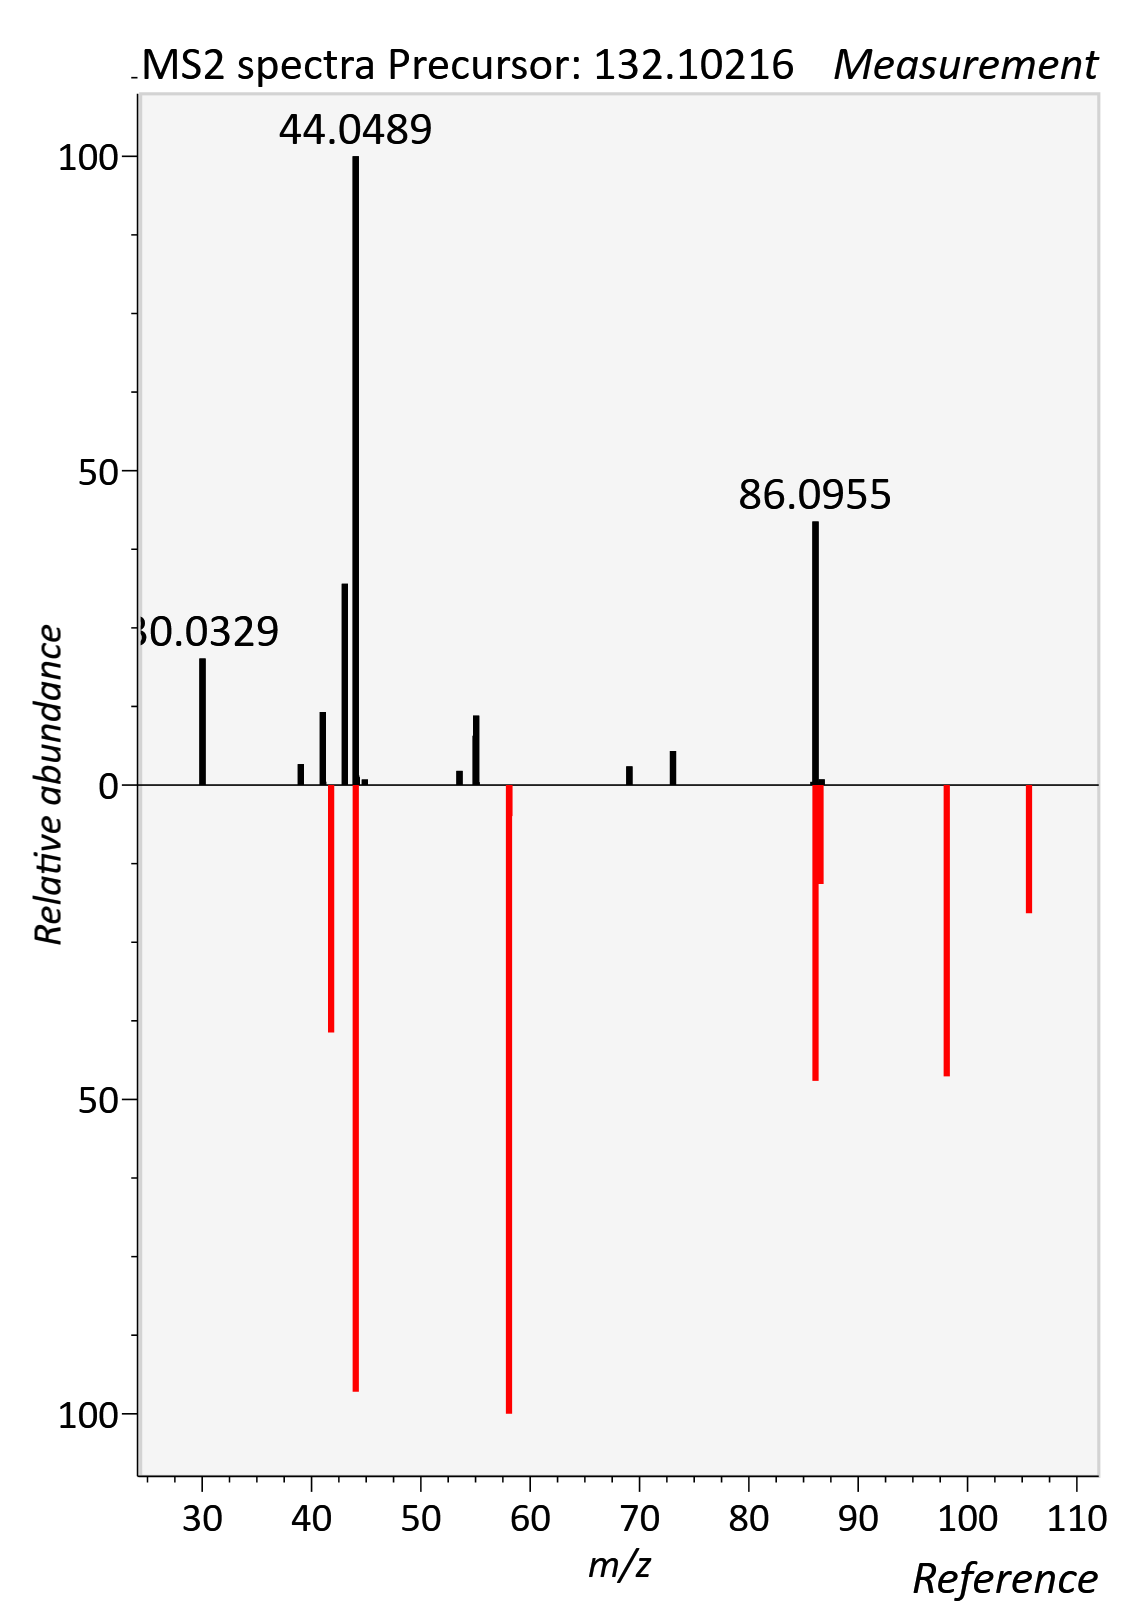 MS2 spectra Precursor: 132.10216 Measurement
44.0489
100
50
86.0955
30.0329
0
50
100
Relative abundance
30 40 50 60 70 80 90 100 110
m/z
Reference